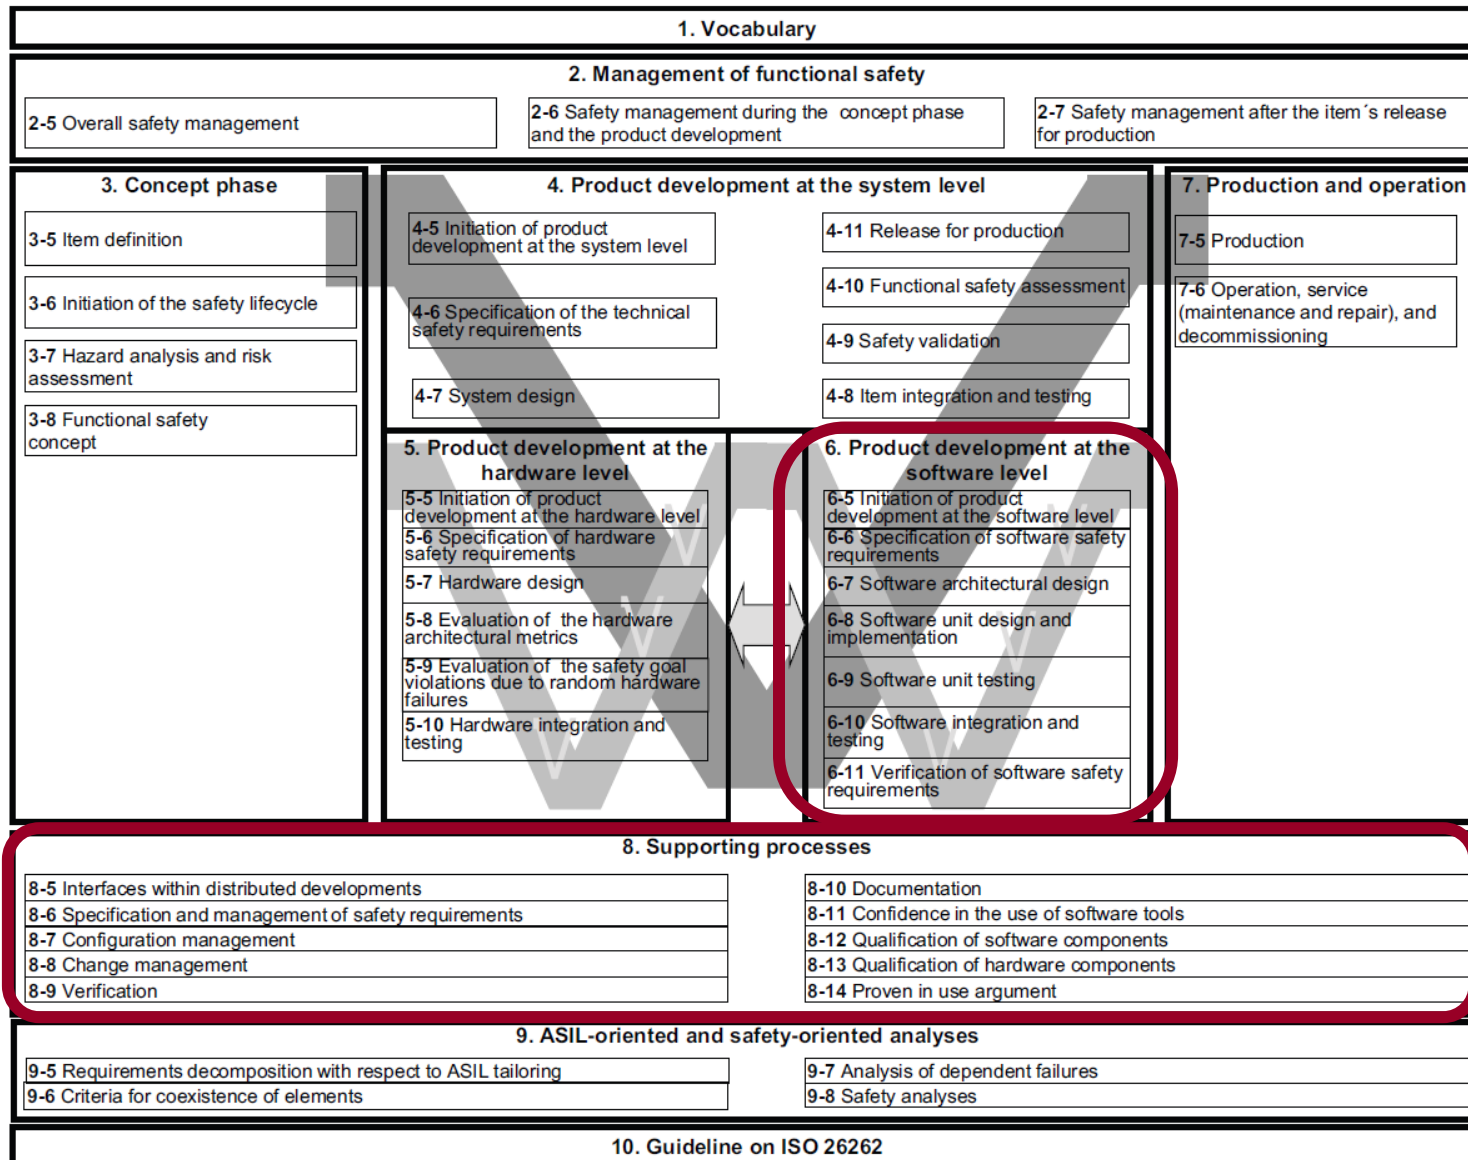 1. Vocabulary
2. Management of functional safety
2-5 Overall safety management
2-6 Safety management during the concept phase
and the product development
2-7 Safety management after the item´s release
for production
3. Concept phase
3-5 Item definition
3-6 Initiation of the safety lifecycle
3-7 Hazard analysis and risk
assessment
3-8 Functional safety
concept
4. Product development at the system level
4-5 Initiation of product
development at the system level
4-6 Specification of the technical
safety requirements
4-7 System design
4-11 Release for production
4-10 Functional safety assessment
4-9 Safety validation
4-8 Item integration and testing
7. Production and operation
7-5 Production
7-6 Operation, service
(maintenance and repair), and
decommissioning
5. Product development at the
hardware level
5-5 Initiation of product
development at the hardware level
5-6 Specification of hardware
safety requirements
5-7 Hardware design
5-8 Evaluation of the hardware
architectural metrics
5-9 Evaluation of the safety goal
violations due to random hardware
failures
5-10 Hardware integration and
testing
6. Product development at the
software level
6-5 Initiation of product
development at the software level
6-6 Specification of software safety
requirements
6-7 Software architectural design
6-8 Software unit design and
implementation
6-9 Software unit testing
6-10 Software integration and
testing
6-11 Verification of software safety
requirements
8. Supporting processes
8-5 Interfaces within distributed developments
8-6 Specification and management of safety requirements
8-7 Configuration management
8-8 Change management
8-9 Verification
8-10 Documentation
8-11 Confidence in the use of software tools
8-12 Qualification of software components
8-13 Qualification of hardware components
8-14 Proven in use argument
9. ASIL-oriented and safety-oriented analyses
9-5 Requirements decomposition with respect to ASIL tailoring
9-6 Criteria for coexistence of elements
9-7 Analysis of dependent failures
9-8 Safety analyses
10. Guideline on ISO 26262